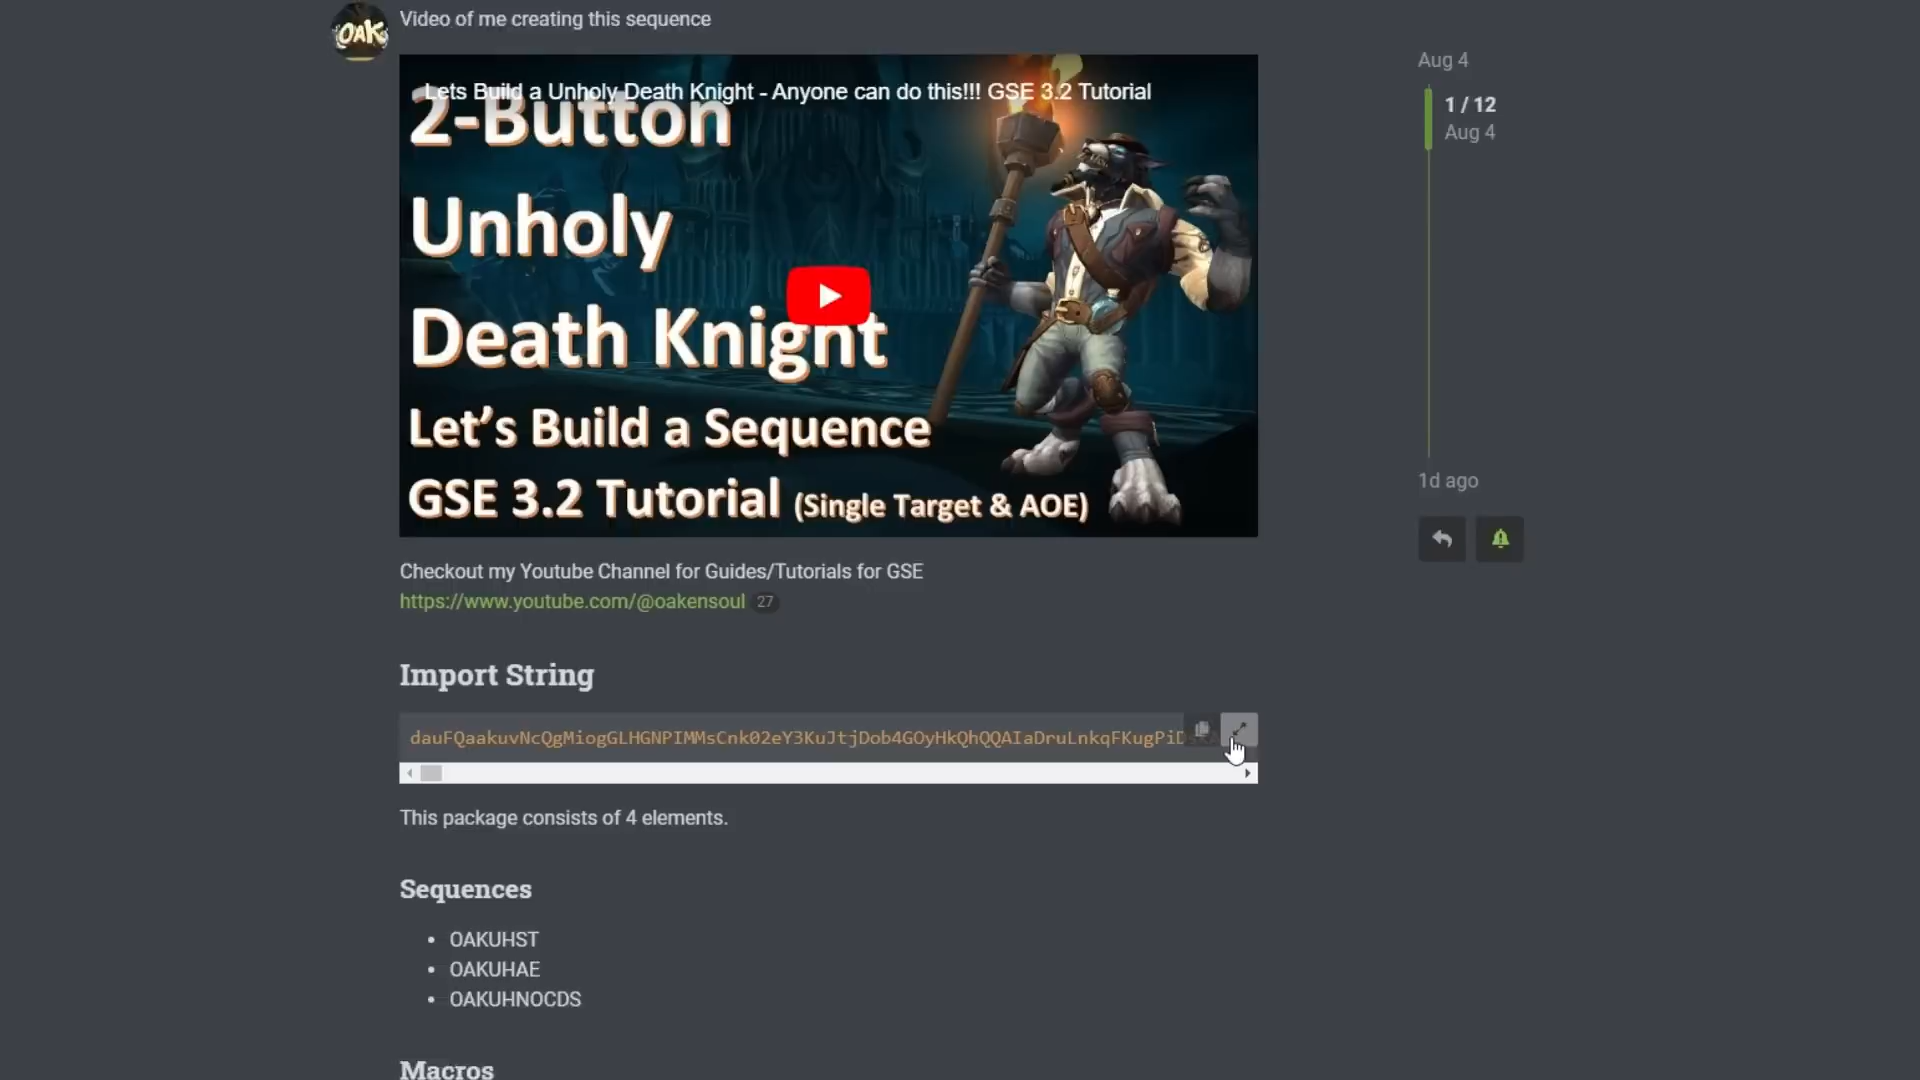 OAK
Video of me creating this sequence
Lets Build a Unholy Death Knight - Anyone can do this!!! GSE 3.2 Tutorial
2-Button
Unholy
Death Knight
Let's Build a Sequence
GSE 3.2 Tutorial (Single Target & AOE)
Aug 4
1 / 12
Aug 4
1d ago
Checkout my Youtube Channel for Guides/Tutorials for GSE
https://www.youtube.com/@oakensoul 27
Import String
dauFQaakuvNcQgMiogGLHGNPIMMsCnk02eY3KuJtjDob4GOyHkQhQQAIaDruLnkqFKugPiD
This package consists of 4 elements.
Sequences
• OAKUHST
• OAKUHAE
• OAKUHNOCDS
Macros